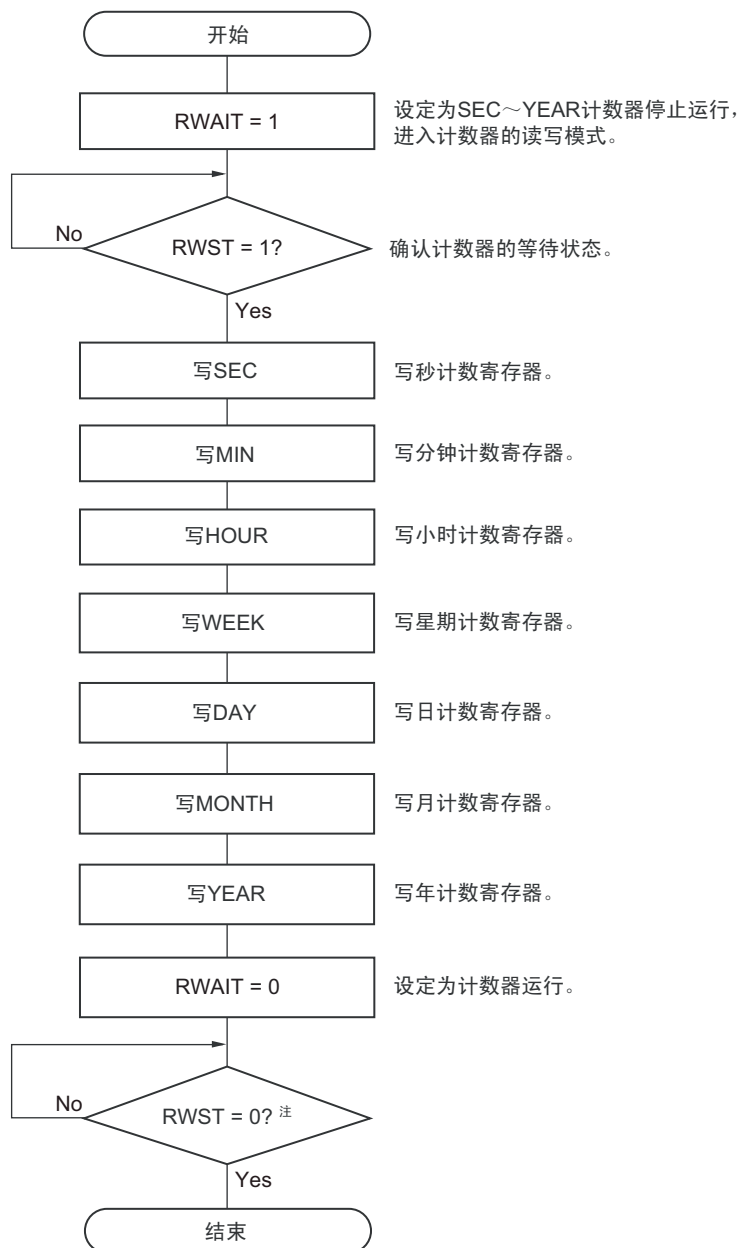 开始
RWAIT = 1
设定为SEC～YEAR计数器停止运行，
进入计数器的读写模式。
No
RWST = 1?
确认计数器的等待状态。
Yes
写SEC
写秒计数寄存器。
写MIN
写分钟计数寄存器。
写HOUR
写小时计数寄存器。
写WEEK
写星期计数寄存器。
写DAY
写日计数寄存器。
写MONTH
写月计数寄存器。
写YEAR
写年计数寄存器。
RWAIT = 0
设定为计数器运行。
No
RWST = 0? 注
Yes
结束